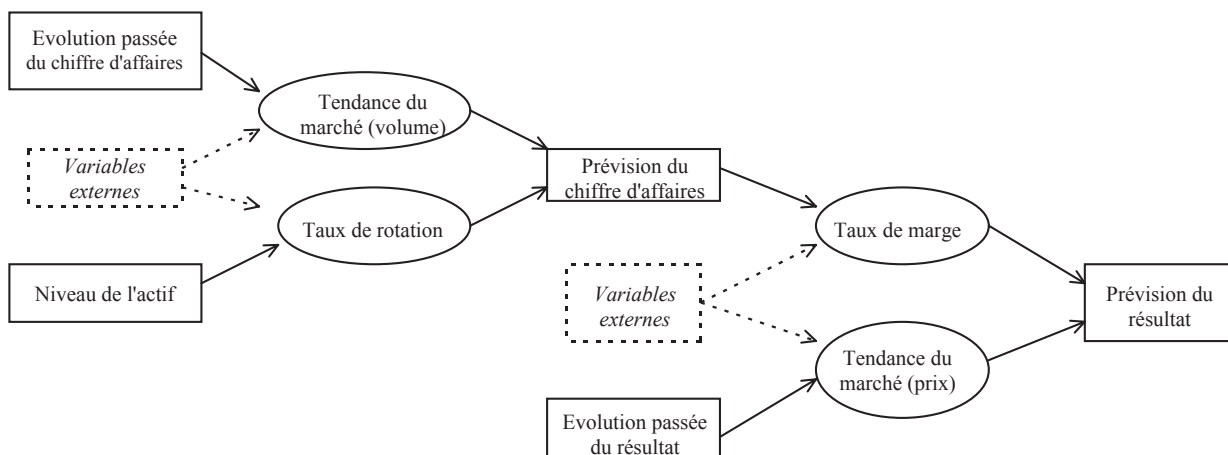 Evolution passée
du chiffre d'affaires
Tendance du
marché (volume)
Variables
externes
Prévision du
chiffre d'affaires
Taux de rotation
Taux de marge
Niveau de l'actif
Variables
externes
Prévision du
résultat
Tendance du
marché (prix)
Evolution passée
du résultat